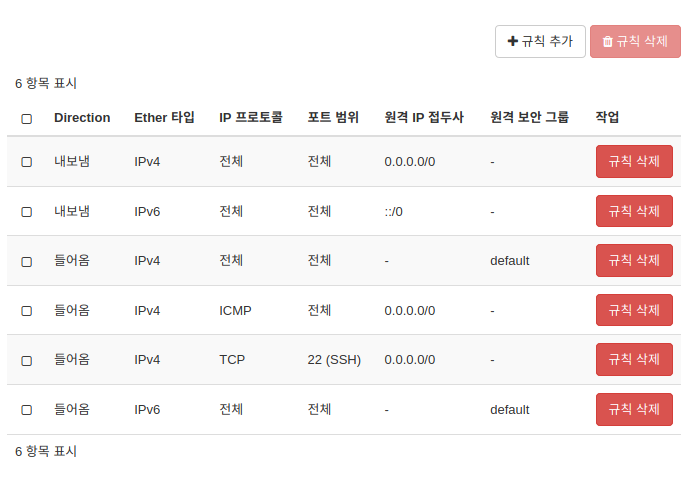 규칙 추가 규칙 삭제
6 항목 표시
Direction Ether 타입 IP 프로토콜 포트 범위 원격 IP 접두사 원격 보안 그룹 작업
내보냄 IPv4 전체 전체 0.0.0.0/0 - 규칙 삭제
내보냄 IPv6 전체 전체 ::/0 - 규칙 삭제
들어옴 IPv4 전체 전체 - default 규칙 삭제
들어옴 IPv4 ICMP 전체 0.0.0.0/0 - 규칙 삭제
들어옴 IPv4 TCP 22 (SSH) 0.0.0.0/0 - 규칙 삭제
들어옴 IPv6 전체 전체 - default 규칙 삭제
6 항목 표시